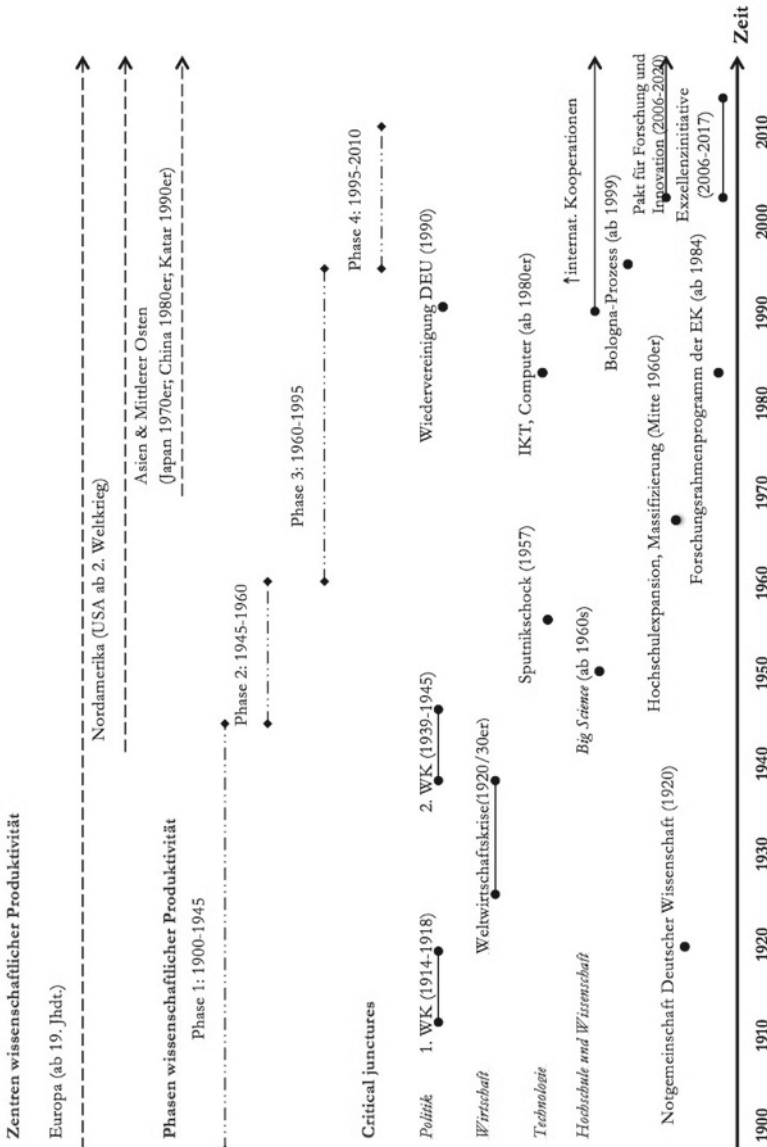 Zentren wissenschaftlicher Produktivität
Europa (ab 19. Jhdt.)
Nordamerika (USA ab 2. Weltkrieg)
Asien & Mittlerer Osten
(Japan 1970er; China 1980er; Katar 1990er)
Phasen wissenschaftlicher Produktivität
Phase 1: 1900-1945
Phase 2: 1945-1960
Phase 3: 1960-1995
Phase 4: 1995-2010
Critical junctures
Politik
1. WK (1914-1918)
2. WK (1939-1945)
Wiedervereinigung DEU (1990)
Wirtschaft
Weltwirtschaftskrise(1920/30er)
Technologie
Sputnikschock (1957)
IKT, Computer (ab 1980er)
Hochschule und Wissenschaft
Big Science (ab 1960s)
↑internat. Kooperationen
Bologna-Prozess (ab 1999)
Notgemeinschaft Deutscher Wissenschaft (1920)
Hochschulexpansion, Massifizierung (Mitte 1960er)
Pakt für Forschung und
Innovation (2006-2020)
Forschungsrahmenprogramm der EK (ab 1984)
Exzellenzinitiative
(2006-2017)
Zeit
1900 1910 1920 1930 1940 1950 1960 1970 1980 1990 2000 2010